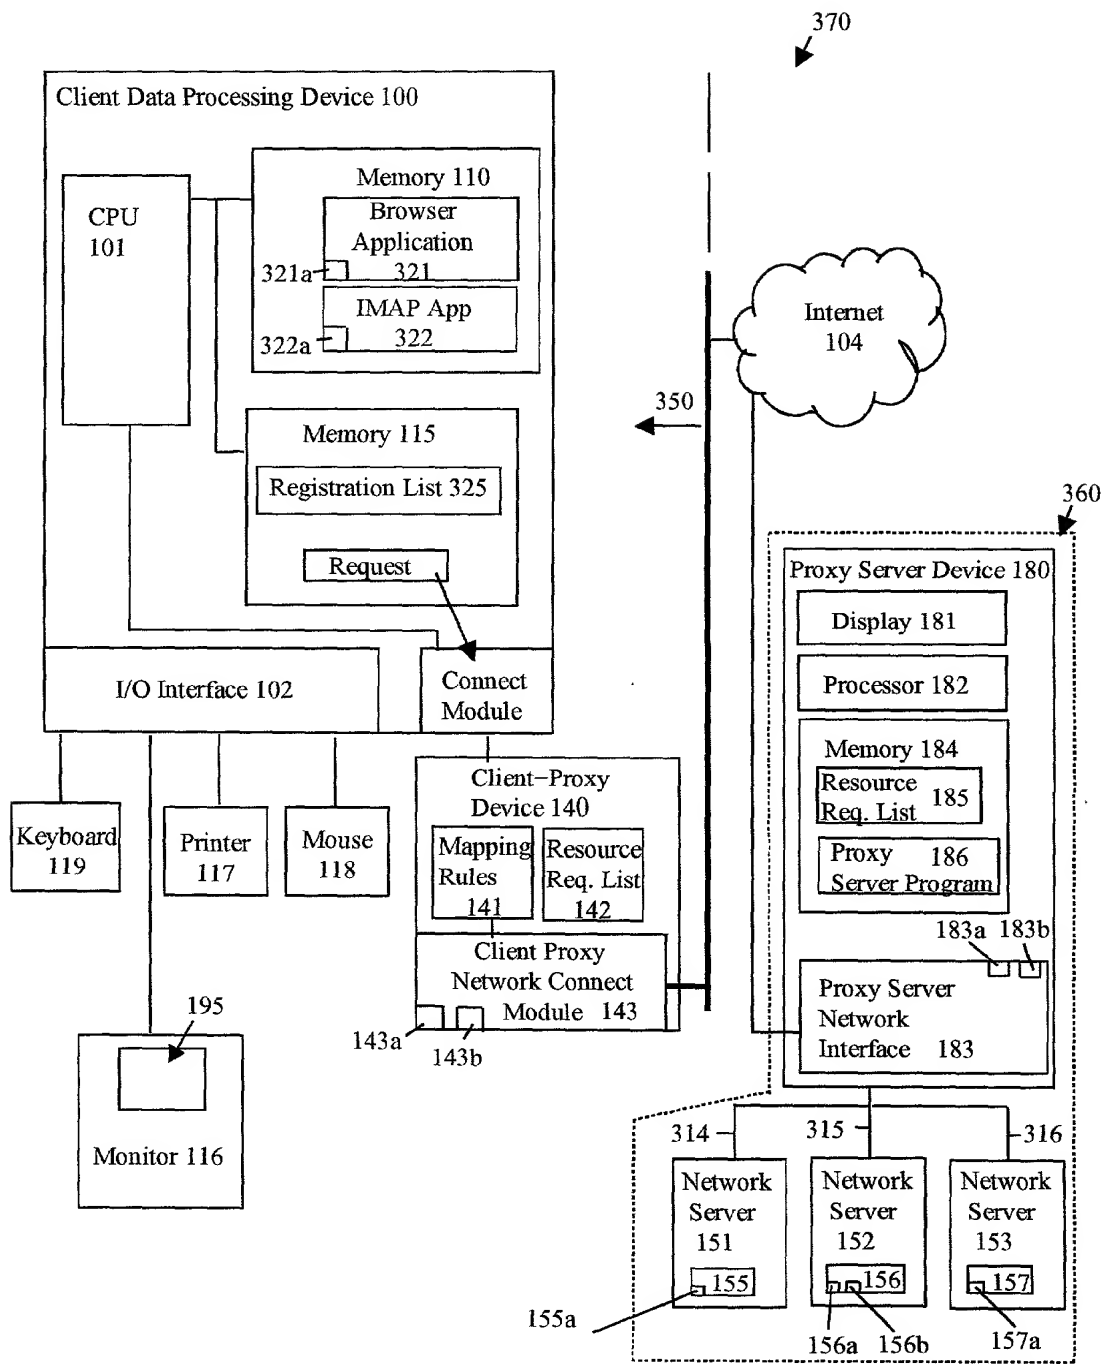 370
Client Data Processing Device 100
Memory 110
CPU
101
Browser
Application
321
321a
IMAP App
322
322a
Internet
104
350
Memory 115
Registration List 325
Request
360
Proxy Server Device 180
Display 181
Processor 182
Memory 184
Resource
Req. List
185
Proxy
Server Program
186
183a
183b
Proxy Server
Network
Interface 183
I/O Interface 102
Connect
Module
Client-Proxy
Device 140
Mapping
Rules
141
Resource
Req. List
142
Client Proxy
Network Connect
Module 143
143a
143b
Keyboard
119
Printer
117
Mouse
118
195
Monitor 116
314
315
316
Network
Server
151
155
155a
Network
Server
152
156
156a
156b
Network
Server
153
157
157a